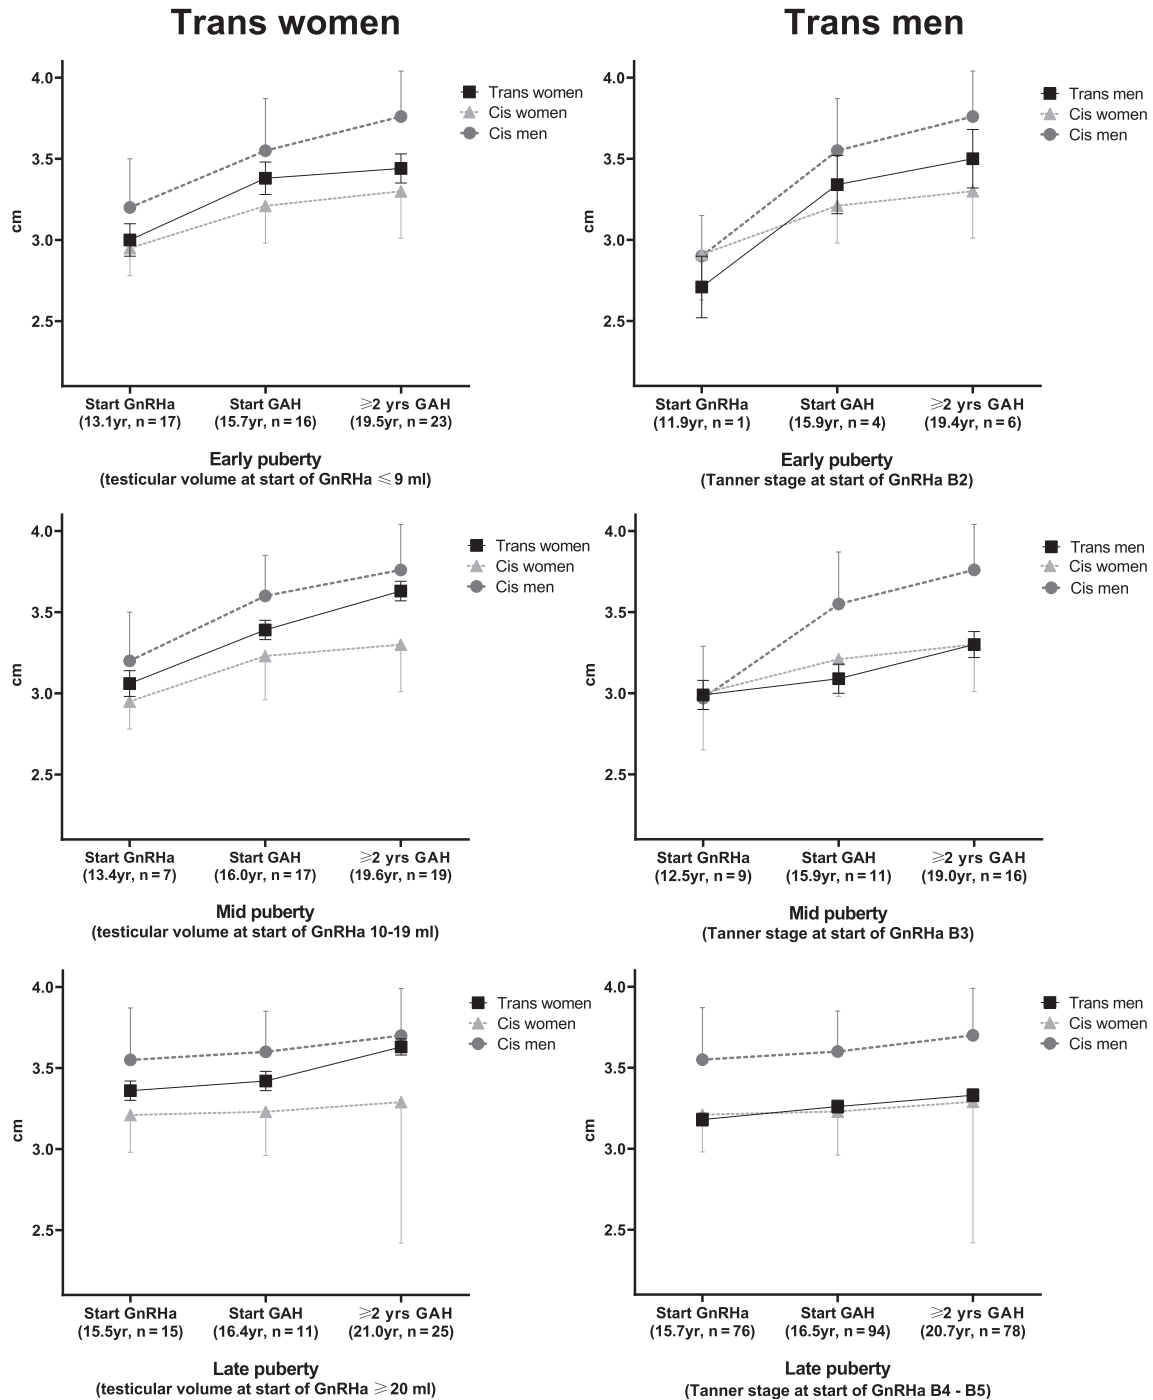 Trans women
Trans men
4.0
3.5
3.0
2.5
cm
Trans women
Cis women
Cis men
Start GnRHa
(13.1yr, n = 17)
Start GAH
(15.7yr, n = 16)
⩾2 yrs GAH
(19.5yr, n = 23)
Early puberty
(testicular volume at start of GnRHa ⩽ 9 ml)
4.0
3.5
3.0
2.5
cm
Trans men
Cis women
Cis men
Start GnRHa
(11.9yr, n = 1)
Start GAH
(15.9yr, n = 4)
⩾2 yrs GAH
(19.4yr, n = 6)
Early puberty
(Tanner stage at start of GnRHa B2)
4.0
3.5
3.0
2.5
cm
Trans women
Cis women
Cis men
Start GnRHa
(13.4yr, n = 7)
Start GAH
(16.0yr, n = 17)
⩾2 yrs GAH
(19.6yr, n = 19)
Mid puberty
(testicular volume at start of GnRHa 10-19 ml)
4.0
3.5
3.0
2.5
cm
Trans men
Cis women
Cis men
Start GnRHa
(12.5yr, n = 9)
Start GAH
(15.9yr, n = 11)
⩾2 yrs GAH
(19.0yr, n = 16)
Mid puberty
(Tanner stage at start of GnRHa B3)
4.0
3.5
3.0
2.5
cm
Trans women
Cis women
Cis men
Start GnRHa
(15.5yr, n = 15)
Start GAH
(16.4yr, n = 11)
⩾2 yrs GAH
(21.0yr, n = 25)
Late puberty
(testicular volume at start of GnRHa ⩾ 20 ml)
4.0
3.5
3.0
2.5
cm
Trans men
Cis women
Cis men
Start GnRHa
(15.7yr, n = 76)
Start GAH
(16.5yr, n = 94)
⩾2 yrs GAH
(20.7yr, n = 78)
Late puberty
(Tanner stage at start of GnRHa B4 - B5)